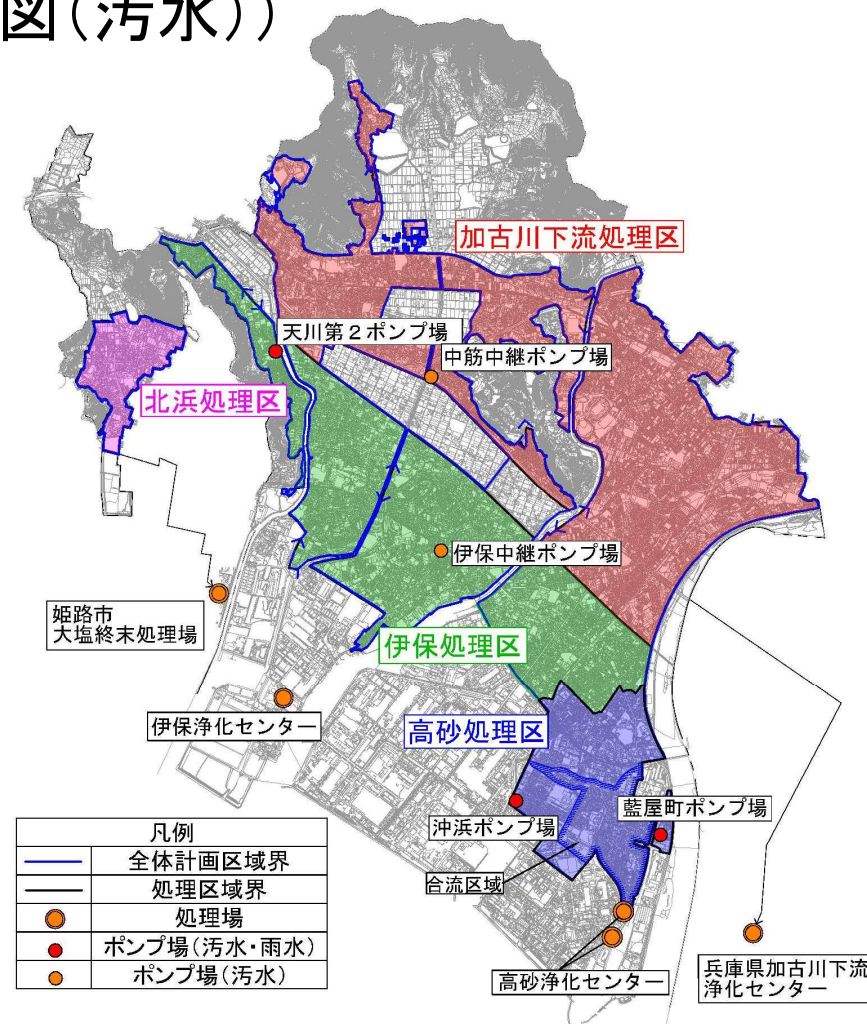 図(汚水))
加古川下流処理区
天川第2ポンプ場
中筋中継ポンプ場
北浜処理区
伊保中継ポンプ場
姫路市
大塩終末処理場
伊保処理区
伊保浄化センター
高砂処理区
藍屋町ポンプ場
沖浜ポンプ場
合流区域
高砂浄化センター
兵庫県加古川下流
浄化センター
凡例
全体計画区域界
処理区域界
処理場
ポンプ場(汚水・雨水)
ポンプ場(汚水)